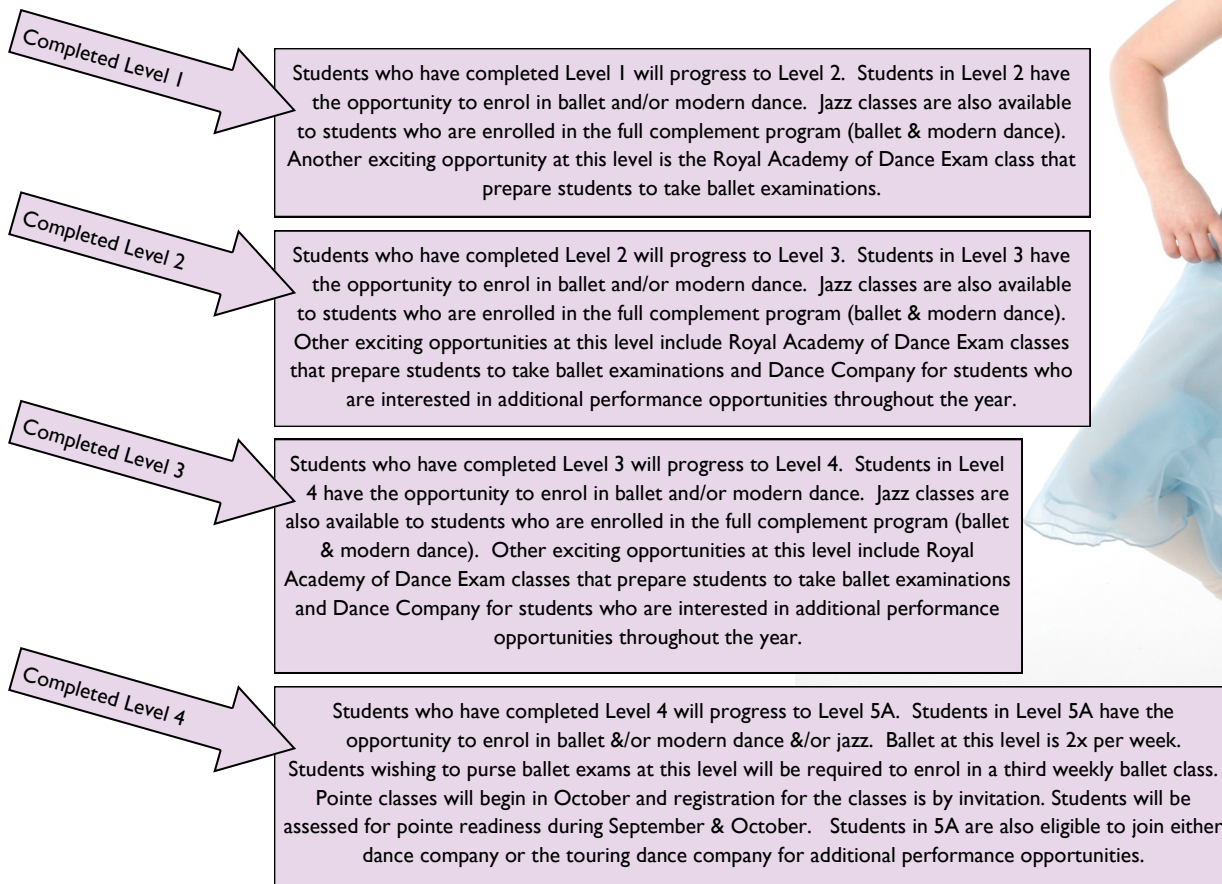 Completed Level 1
Students who have completed Level 1 will progress to Level 2.  Students in Level 2 have
the opportunity to enrol in ballet and/or modern dance.  Jazz classes are also available
to students who are enrolled in the full complement program (ballet & modern dance).
Another exciting opportunity at this level is the Royal Academy of Dance Exam class that
prepare students to take ballet examinations.
Completed Level 2
Students who have completed Level 2 will progress to Level 3.  Students in Level 3 have
the opportunity to enrol in ballet and/or modern dance.  Jazz classes are also available
to students who are enrolled in the full complement program (ballet & modern dance).
Other exciting opportunities at this level include Royal Academy of Dance Exam classes
that prepare students to take ballet examinations and Dance Company for students who
are interested in additional performance opportunities throughout the year.
Completed Level 3
Students who have completed Level 3 will progress to Level 4.  Students in Level
4 have the opportunity to enrol in ballet and/or modern dance.  Jazz classes are
also available to students who are enrolled in the full complement program (ballet
& modern dance).  Other exciting opportunities at this level include Royal
Academy of Dance Exam classes that prepare students to take ballet examinations
and Dance Company for students who are interested in additional performance
opportunities throughout the year.
Completed Level 4
Students who have completed Level 4 will progress to Level 5A.  Students in Level 5A have the
opportunity to enrol in ballet &/or modern dance &/or jazz.  Ballet at this level is 2x per week.
Students wishing to purse ballet exams at this level will be required to enrol in a third weekly ballet class.
Pointe classes will begin in October and registration for the classes is by invitation. Students will be
assessed for pointe readiness during September & October.   Students in 5A are also eligible to join either
dance company or the touring dance company for additional performance opportunities.